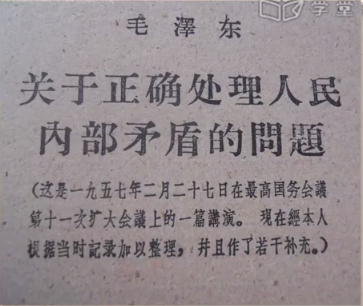 学堂
毛澤东
关于正确处理人民
內部矛盾的問題
(这是一九五七年二月二十七日在最高国务会議
第十一次扩大会議上的一篇講演。現在經本人
根据当时記录加以整理，并且作了若干补充。)